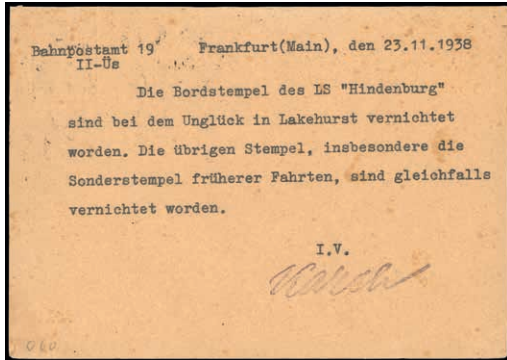 Bahnpostamt 19 Frankfurt(Main), den 23.11.1938
II-Üs
Die Bordstempel des LS "Hindenburg"
sind bei dem Unglück in Lakehurst vernichtet
worden. Die übrigen Stempel, insbesondere die
Sonderstempel früherer Fahrten, sind gleichfalls
vernichtet worden.
I.V.